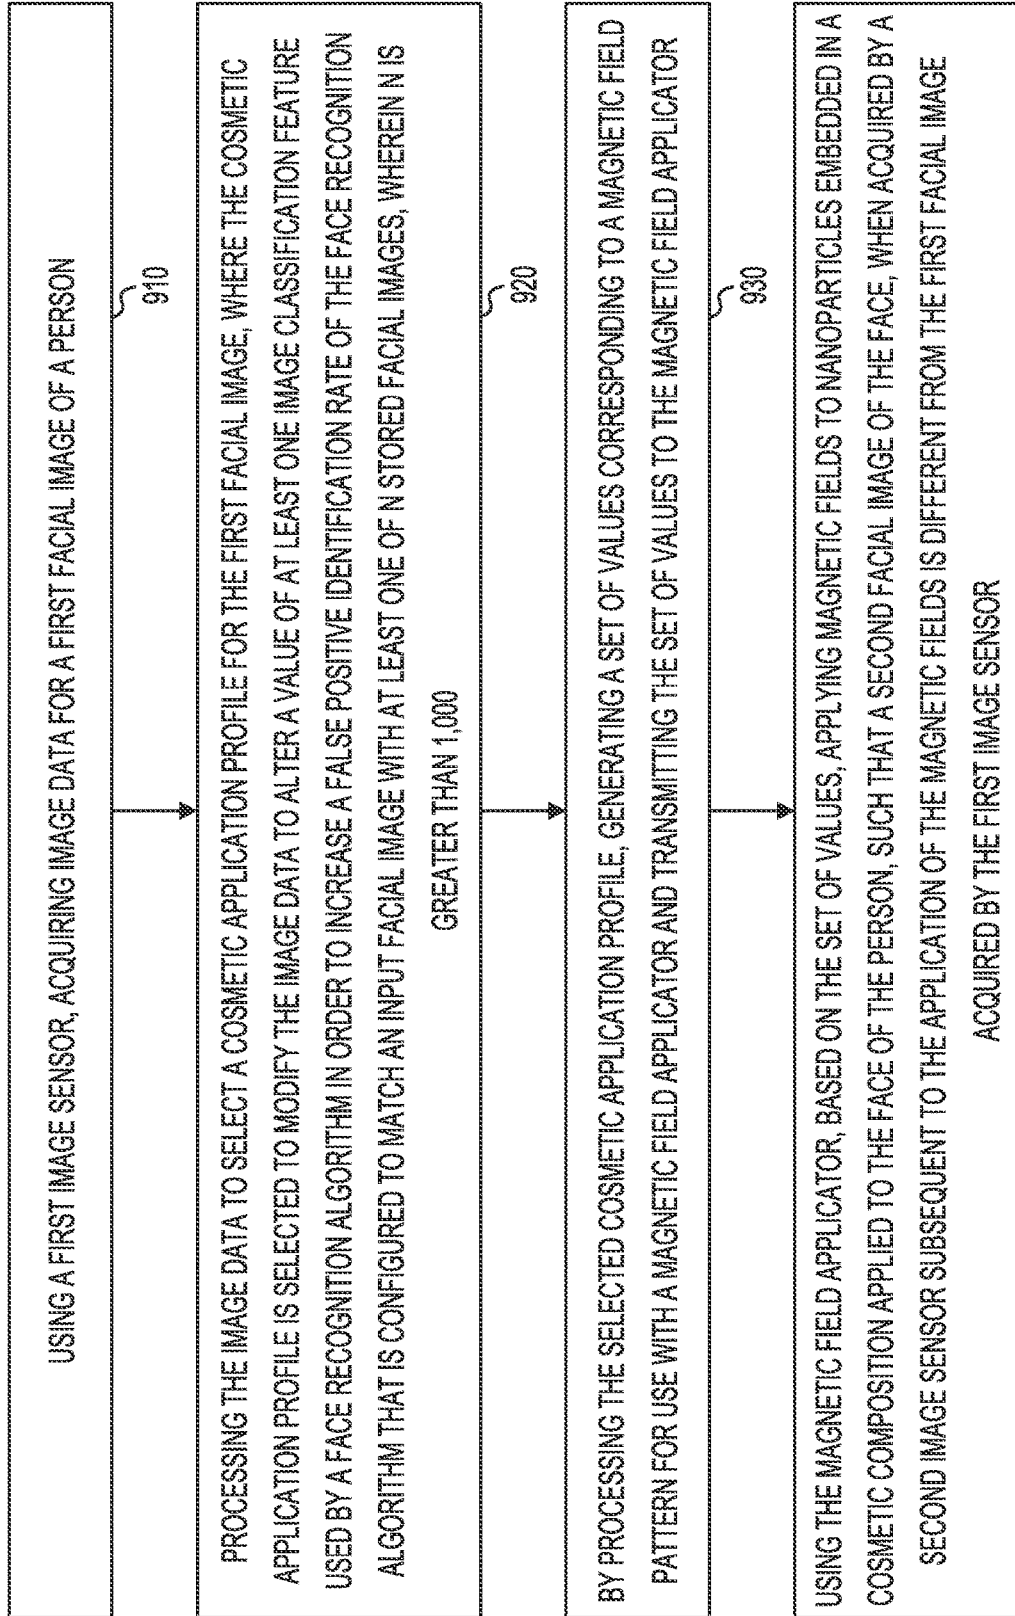 USING A FIRST IMAGE SENSOR, ACQUIRING IMAGE DATA FOR A FIRST FACIAL IMAGE OF A PERSON
910
PROCESSING THE IMAGE DATA TO SELECT A COSMETIC APPLICATION PROFILE FOR THE FIRST FACIAL IMAGE, WHERE THE COSMETIC
APPLICATION PROFILE IS SELECTED TO MODIFY THE IMAGE DATA TO ALTER A VALUE OF AT LEAST ONE IMAGE CLASSIFICATION FEATURE
USED BY A FACE RECOGNITION ALGORITHM IN ORDER TO INCREASE A FALSE POSITIVE IDENTIFICATION RATE OF THE FACE RECOGNITION
ALGORITHM THAT IS CONFIGURED TO MATCH AN INPUT FACIAL IMAGE WITH AT LEAST ONE OF N STORED FACIAL IMAGES, WHEREIN N IS
GREATER THAN 1,000
920
BY PROCESSING THE SELECTED COSMETIC APPLICATION PROFILE, GENERATING A SET OF VALUES CORRESPONDING TO A MAGNETIC FIELD
PATTERN FOR USE WITH A MAGNETIC FIELD APPLICATOR AND TRANSMITTING THE SET OF VALUES TO THE MAGNETIC FIELD APPLICATOR
930
USING THE MAGNETIC FIELD APPLICATOR, BASED ON THE SET OF VALUES, APPLYING MAGNETIC FIELDS TO NANOPARTICLES EMBEDDED IN A
COSMETIC COMPOSITION APPLIED TO THE FACE OF THE PERSON, SUCH THAT A SECOND FACIAL IMAGE OF THE FACE, WHEN ACQUIRED BY A
SECOND IMAGE SENSOR SUBSEQUENT TO THE APPLICATION OF THE MAGNETIC FIELDS IS DIFFERENT FROM THE FIRST FACIAL IMAGE
ACQUIRED BY THE FIRST IMAGE SENSOR